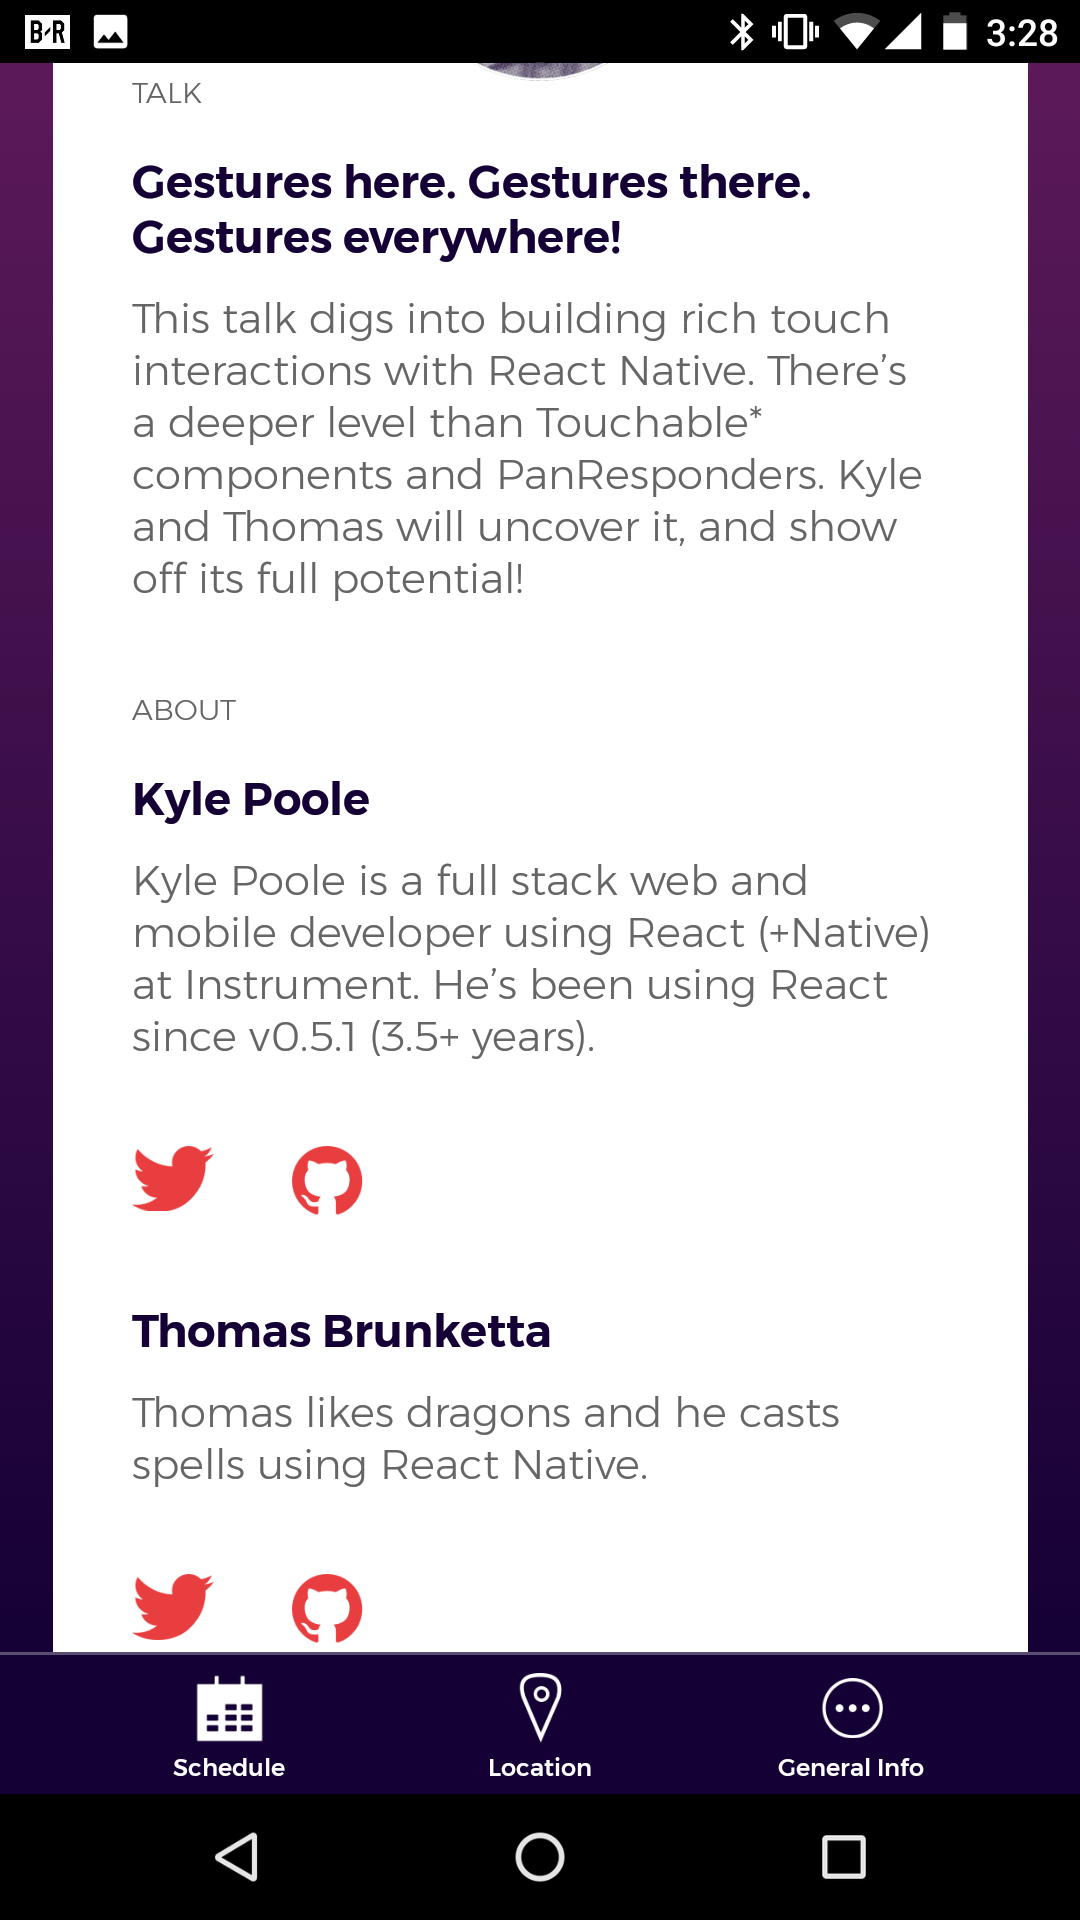 B R
3:28
TALK
Gestures here. Gestures there.
Gestures everywhere!
This talk digs into building rich touch
interactions with React Native. There’s
a deeper level than Touchable*
components and PanResponders. Kyle
and Thomas will uncover it, and show
off its full potential!
ABOUT
Kyle Poole
Kyle Poole is a full stack web and
mobile developer using React (+Native)
at Instrument. He’s been using React
since v0.5.1 (3.5+ years).
Thomas Brunketta
Thomas likes dragons and he casts
spells using React Native.
Schedule
Location
General Info